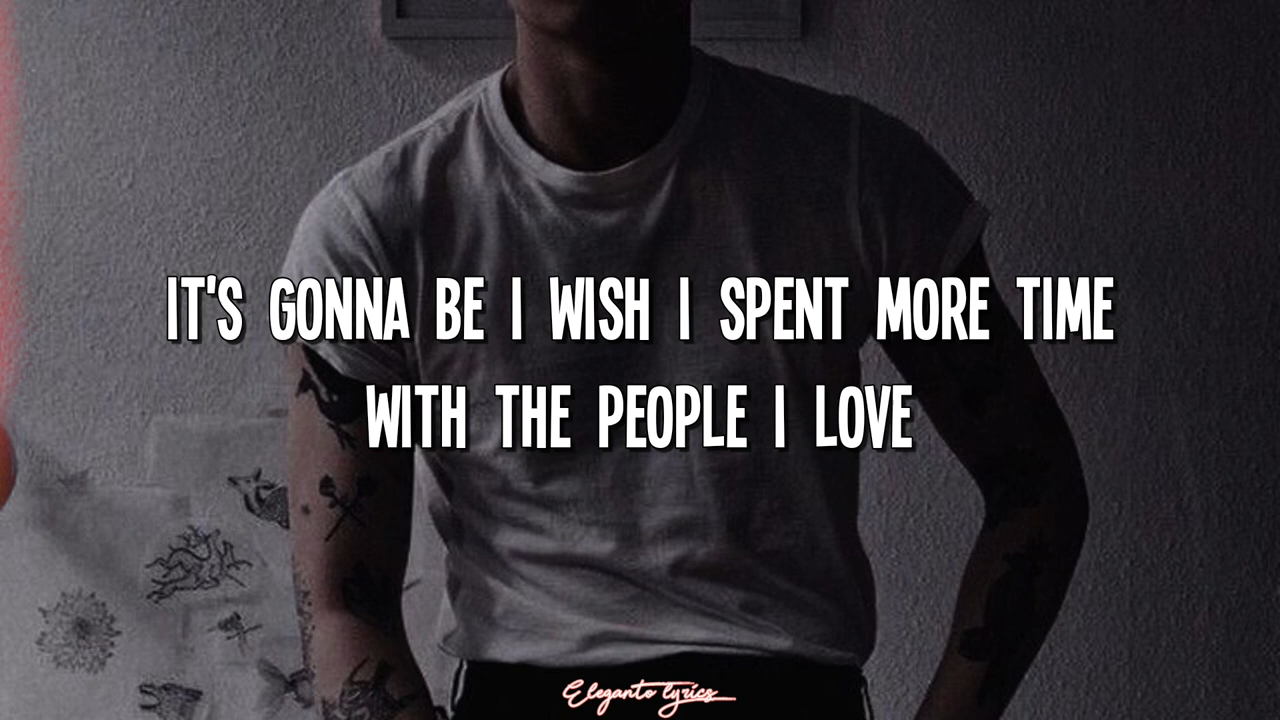 IT'S GONNA BE I WISH I SPENT MORE TIME
WITH THE PEOPLE I LOVE
Eleganto lyrics